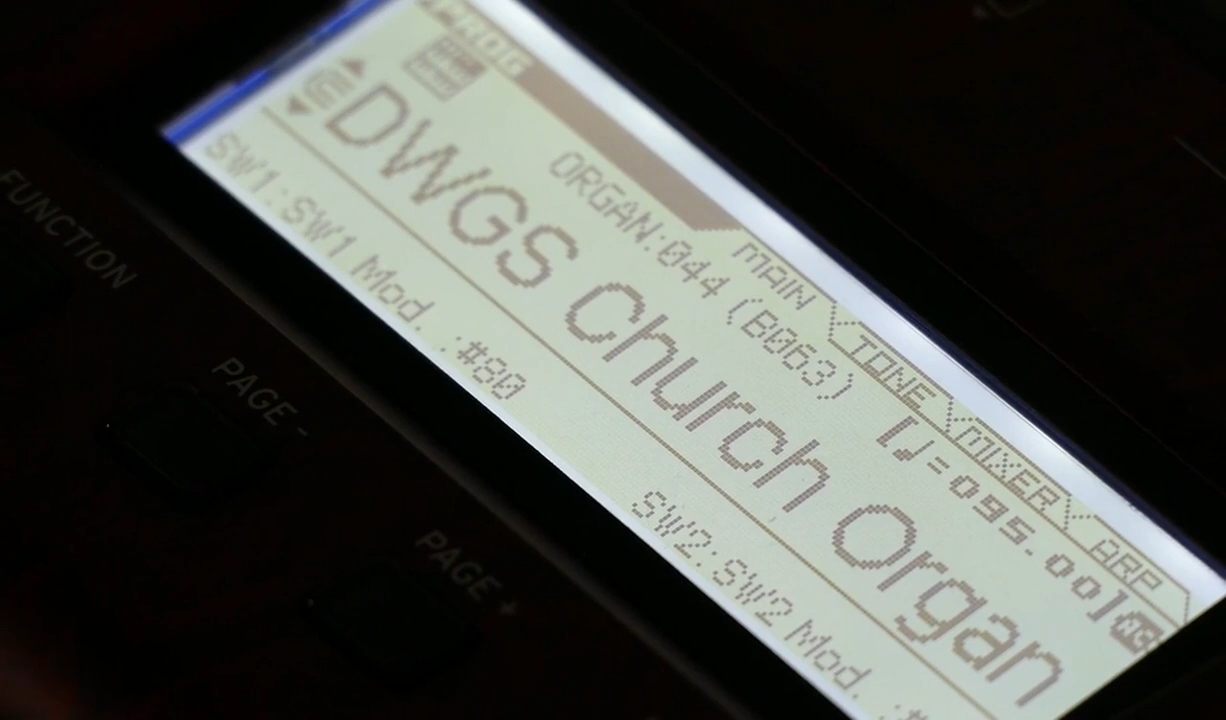 PROG MAIN TONE MIXER ARP
ORGAN:044 (B063) [♩=095.00]
DWGS Church Organ
SW1:SW1 Mod. :#80 SW2:SW2 Mod. :#
FUNCTION
PAGE -
PAGE +